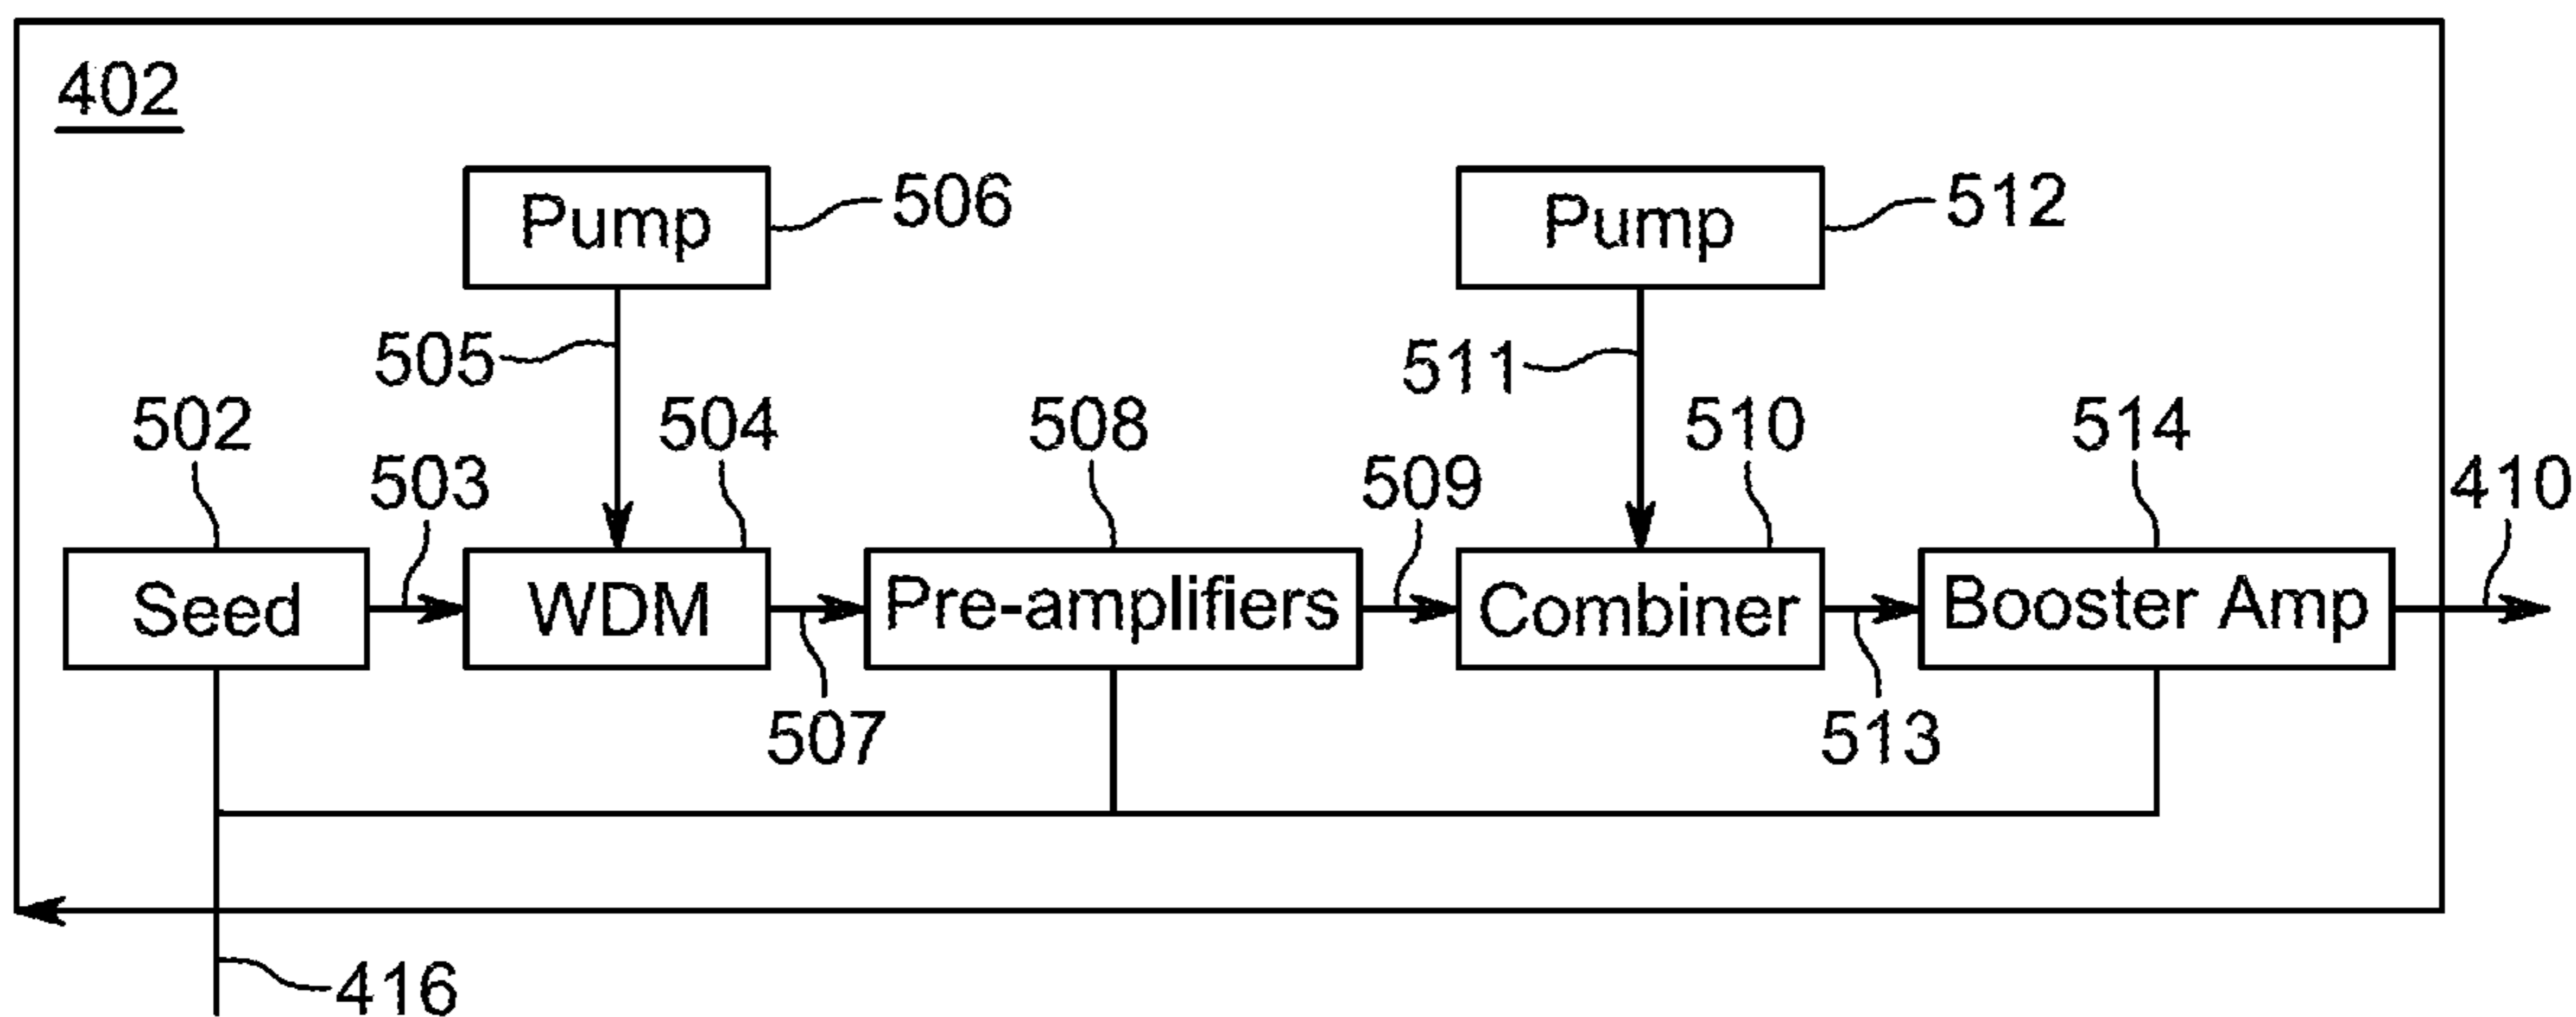 402
Pump
506
Pump
512
505
511
502
503
504
508
509
510
514
410
Seed
WDM
Pre-amplifiers
Combiner
Booster Amp
507
513
416